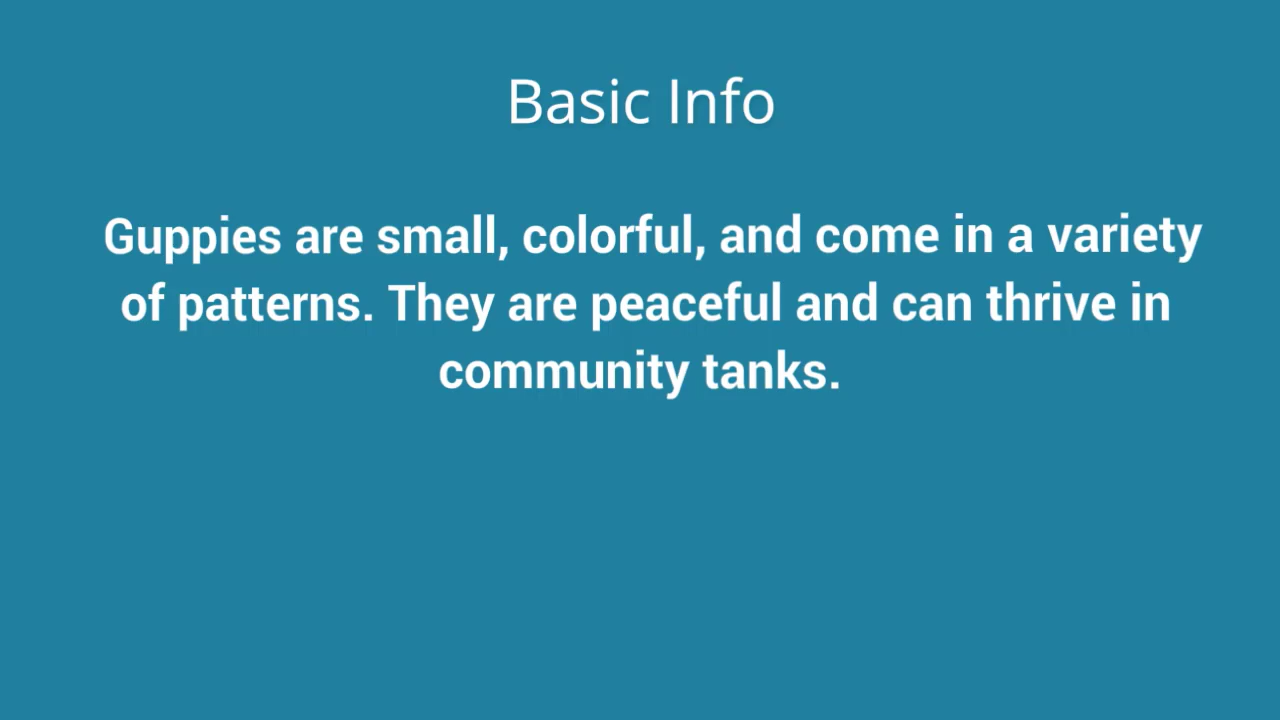 Basic Info
Guppies are small, colorful, and come in a variety
of patterns. They are peaceful and can thrive in
community tanks.